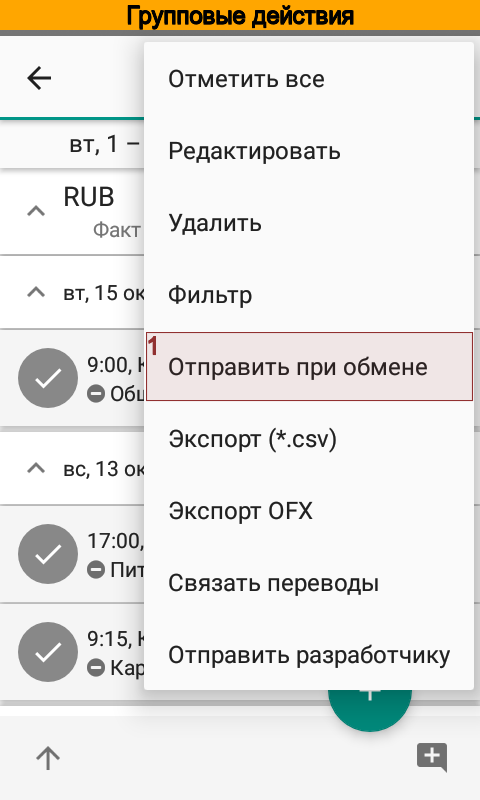 Групповые действия
Отметить все
вт, 1 –
Редактировать
RUB
Удалить
Факт
вт, 15 ок
Фильтр
1
9:00,
Отправить при обмене
Экспорт (*.csv)
вс, 13 ок
Экспорт OFX
17:00,
Пит
Связать переводы
9:15,
Кар
Отправить разработчику